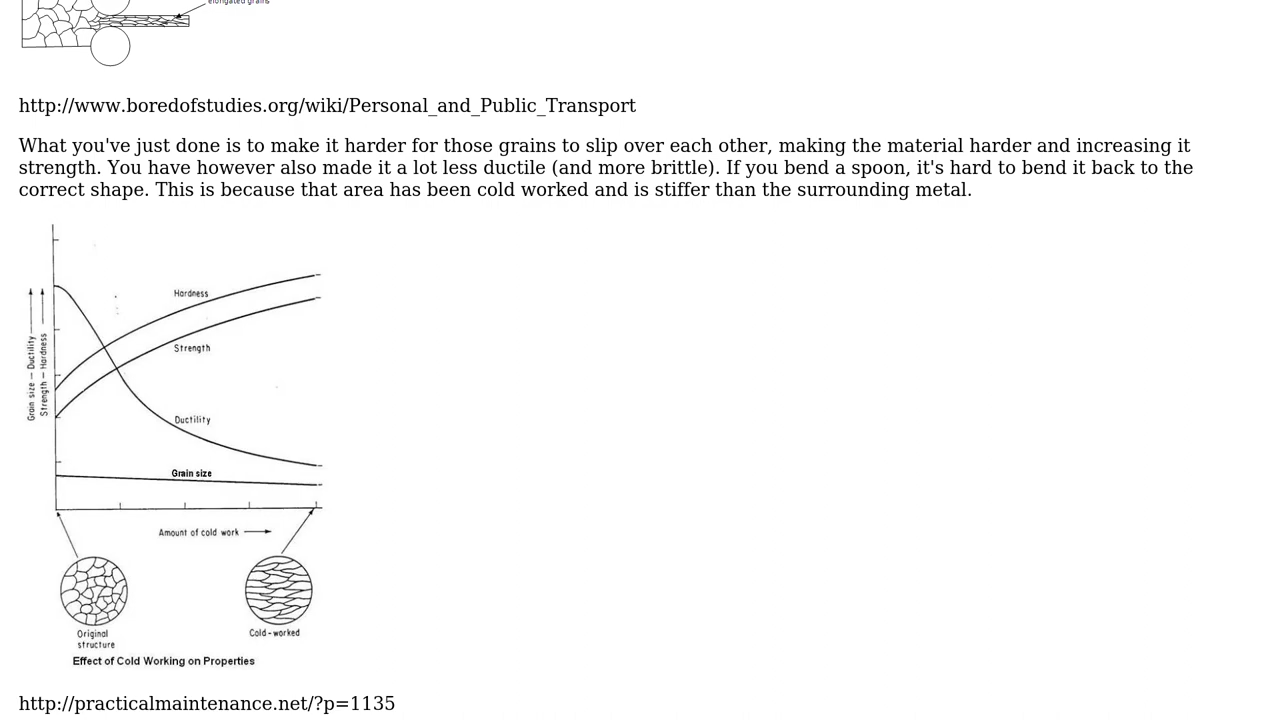 elongated grains
http://www.boredofstudies.org/wiki/Personal_and_Public_Transport
What you've just done is to make it harder for those grains to slip over each other, making the material harder and increasing it
strength. You have however also made it a lot less ductile (and more brittle). If you bend a spoon, it's hard to bend it back to the
correct shape. This is because that area has been cold worked and is stiffer than the surrounding metal.
Grain size — Ductility
Strength — Hardness
Hardness
Strength
Ductility
Grain size
Amount of cold work
Original
structure
Cold-worked
Effect of Cold Working on Properties
http://practicalmaintenance.net/?p=1135